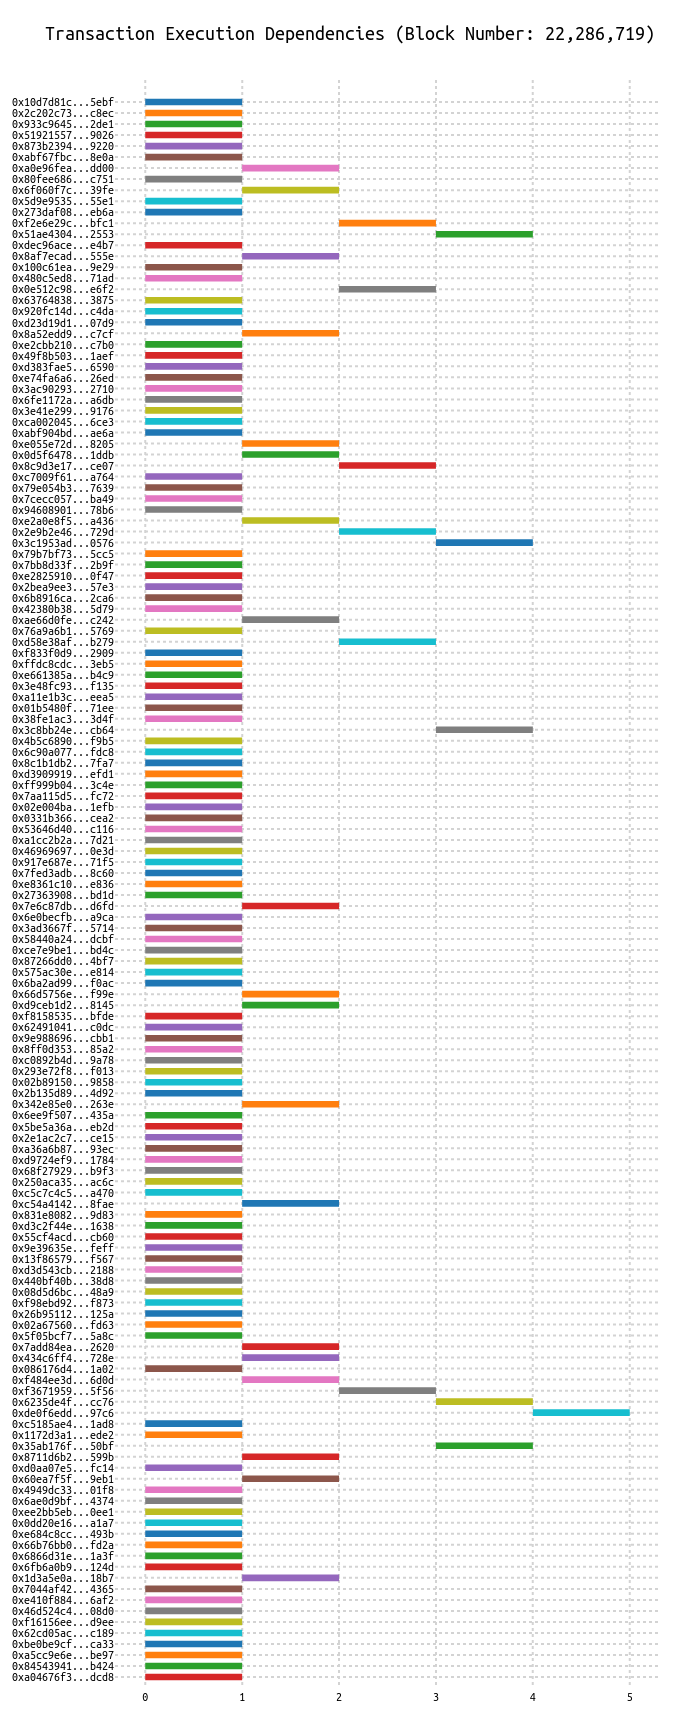 Transaction Execution Dependencies (Block Number: 22,286,719)
0x10d7d81c...5ebf
0x2c202c73...c8ec
0x933c9645...2de1
0x51921557...9026
0x873b2394...9220
0xabf67fbc...8e0a
0xa0e96fea...dd00
0x80fee686...c751
0x6f060f7c...39fe
0x5d9e9535...55e1
0x273daf08...eb6a
0xf2e6e29c...bfc1
0x51ae4304...2553
0xdec96ace...e4b7
0x8af7ecad...555e
0x100c61ea...9e29
0x480c5ed8...71ad
0x0e512c98...e6f2
0x63764838...3875
0x920fc14d...c4da
0xd23d19d1...07d9
0x8a52edd9...c7cf
0xe2cbb210...c7b0
0x49f8b503...1aef
0xd383fae5...6590
0xe74fa6a6...26ed
0x3ac90293...2710
0x6fe1172a...a6db
0x3e41e299...9176
0xca002045...6ce3
0xabf904bd...ae6a
0xe055e72d...8205
0x0d5f6478...1ddb
0x8c9d3e17...ce07
0xc7009f61...a764
0x79e054b3...7639
0x7cecc057...ba49
0x94608901...78b6
0xe2a0e8f5...a436
0x2e9b2e46...729d
0x3c1953ad...0576
0x79b7bf73...5cc5
0x7bb8d33f...2b9f
0xe2825910...0f47
0x2bea9ee3...57e3
0x6b8916ca...2ca6
0x42380b38...5d79
0xae66d0fe...c242
0x76a9a6b1...5769
0xd58e38af...b279
0xf833f0d9...2909
0xffdc8cdc...3eb5
0xe661385a...b4c9
0x3e48fc93...f135
0xa11e1b3c...eea5
0x01b5480f...71ee
0x38fe1ac3...3d4f
0x3c8bb24e...cb64
0x4b5c6890...f9b5
0x6c90a077...fdc8
0x8c1b1db2...7fa7
0xd3909919...efd1
0xff999b04...3c4e
0x7aa115d5...fc72
0x02e004ba...1efb
0x0331b366...cea2
0x53646d40...c116
0xa1cc2b2a...7d21
0x46969697...0e3d
0x917e687e...71f5
0x7fed3adb...8c60
0xe8361c10...e836
0x27363908...bd1d
0x7e6c87db...d6fd
0x6e0becfb...a9ca
0x3ad3667f...5714
0x58440a24...dcbf
0xce7e9be1...bd4c
0x87266dd0...4bf7
0x575ac30e...e814
0x6ba2ad99...f0ac
0x66d5756e...f99e
0xd9ceb1d2...8145
0xf8158535...bfde
0x62491041...c0dc
0x9e988696...cbb1
0x8ff0d353...85a2
0xc0892b4d...9a78
0x293e72f8...f013
0x02b89150...9858
0x2b135d89...4d92
0x342e85e0...263e
0x6ee9f507...435a
0x5be5a36a...eb2d
0x2e1ac2c7...ce15
0xa36a6b87...93ec
0xd9724ef9...1784
0x68f27929...b9f3
0x250aca35...ac6c
0xc5c7c4c5...a470
0xc54a4142...8fae
0x831e8082...9d83
0xd3c2f44e...1638
0x55cf4acd...cb60
0x9e39635e...feff
0x13f86579...f567
0xd3d543cb...2188
0x440bf40b...38d8
0x08d5d6bc...48a9
0xf98ebd92...f873
0x26b95112...125a
0x02a67560...fd63
0x5f05bcf7...5a8c
0x7add84ea...2620
0x434c6ff4...728e
0x086176d4...1a02
0xf484ee3d...6d0d
0xf3671959...5f56
0x6235de4f...cc76
0xde0f6edd...97c6
0xc5185ae4...1ad8
0x1172d3a1...ede2
0x35ab176f...50bf
0x8711d6b2...599b
0xd0aa07e5...fc14
0x60ea7f5f...9eb1
0x4949dc33...01f8
0x6ae0d9bf...4374
0xee2bb5eb...0ee1
0x0dd20e16...a1a7
0xe684c8cc...493b
0x66b76bb0...fd2a
0x6866d31e...1a3f
0x6fb6a0b9...124d
0x1d3a5e0a...18b7
0x7044af42...4365
0xe410f884...6af2
0x46d524c4...08d0
0xf16156ee...d9ee
0x62cd05ac...c189
0xbe0be9cf...ca33
0xa5cc9e6e...be97
0x84543941...b424
0xa04676f3...dcd8
0 1 2 3 4 5